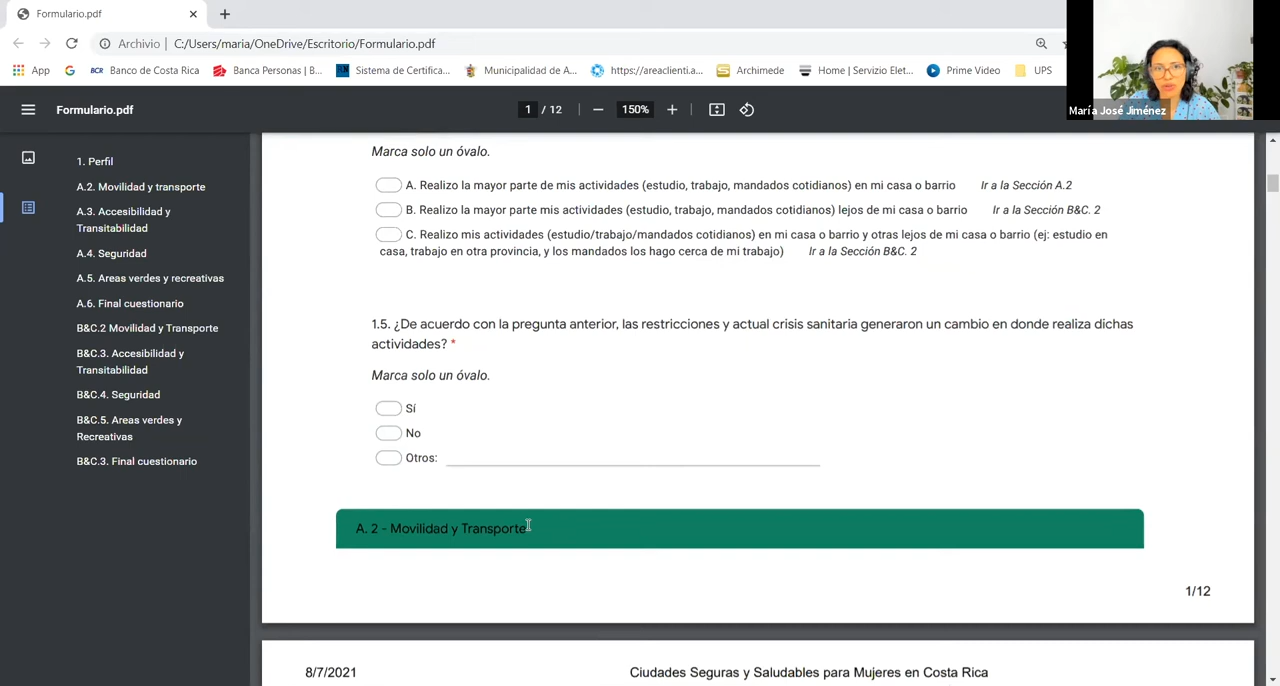 Formulario.pdf
Archivio | C:/Users/maria/OneDrive/Escritorio/Formulario.pdf
App
BCR Banco de Costa Rica
Banca Personas | B...
Sistema de Certifica...
Municipalidad de A...
https://areaclienti.a...
Archimede
Home | Servizio Elet...
Prime Video
UPS
María José Jiménez
Formulario.pdf
1 / 12
150%
1. Perfil
A.2. Movilidad y transporte
A.3. Accesibilidad y
Transitabilidad
A.4. Seguridad
A.5. Areas verdes y recreativas
A.6. Final cuestionario
B&C.2 Movilidad y Transporte
B&C.3. Accesibilidad y
Transitabilidad
B&C.4. Seguridad
B&C.5. Areas verdes y
Recreativas
B&C.3. Final cuestionario
Marca solo un óvalo.
A. Realizo la mayor parte de mis actividades (estudio, trabajo, mandados cotidianos) en mi casa o barrio Ir a la Sección A.2
B. Realizo la mayor parte mis actividades (estudio, trabajo, mandados cotidianos) lejos de mi casa o barrio Ir a la Sección B&C. 2
C. Realizo mis actividades (estudio/trabajo/mandados cotidianos) en mi casa o barrio y otras lejos de mi casa o barrio (ej: estudio en
casa, trabajo en otra provincia, y los mandados los hago cerca de mi trabajo) Ir a la Sección B&C. 2
1.5. ¿De acuerdo con la pregunta anterior, las restricciones y actual crisis sanitaria generaron un cambio en donde realiza dichas
actividades? *
Marca solo un óvalo.
Sí
No
Otros:
A. 2 - Movilidad y Transporte
1/12
8/7/2021
Ciudades Seguras y Saludables para Mujeres en Costa Rica